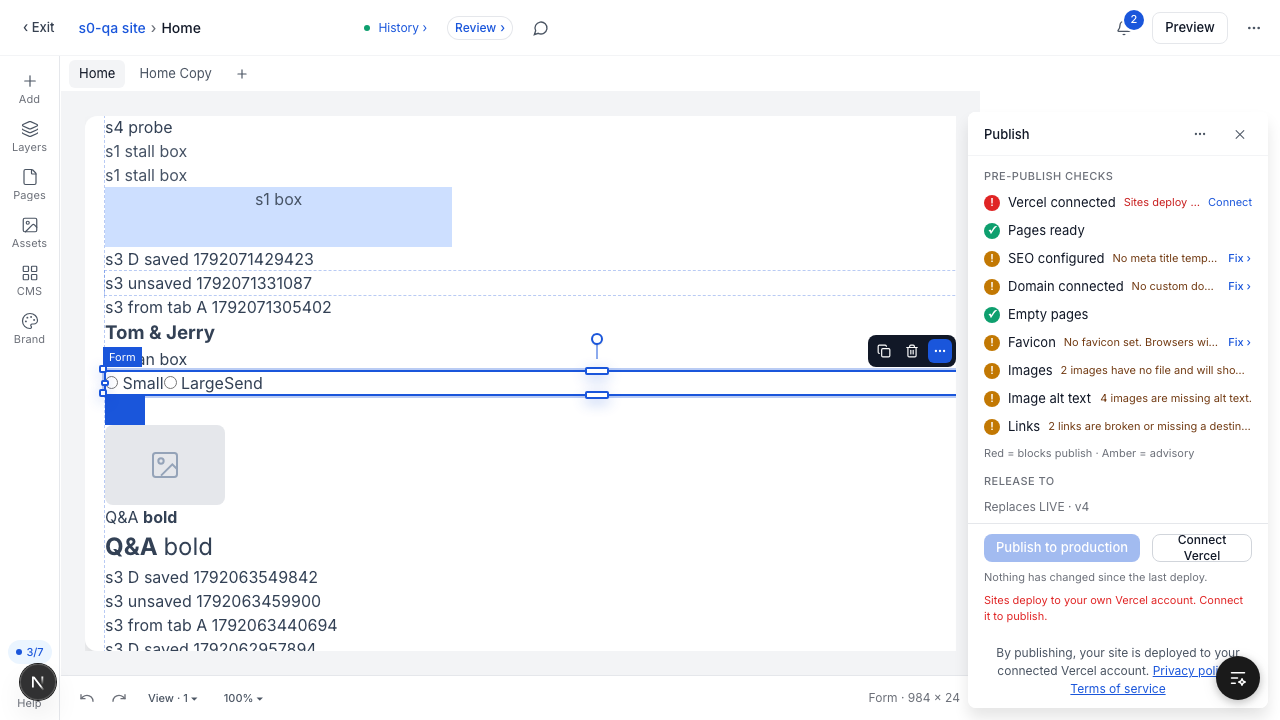 ‹ Exit
s0-qa site › Home
History ›
Review ›
2
Preview
Home
Home Copy
Add
Layers
Pages
Assets
CMS
Brand
3/7
N
Help
s4 probe
s1 stall box
s1 stall box
s1 box
s3 D saved 1792071429423
s3 unsaved 1792071331087
s3 from tab A 1792071305402
Tom & Jerry
Form
an box
Small LargeSend
Q&A bold
Q&A bold
s3 D saved 1792063549842
s3 unsaved 1792063459900
s3 from tab A 1792063440694
s3 D saved 1792062957894
View · 1
100%
Form · 984 × 24
Publish
PRE-PUBLISH CHECKS
Vercel connected Sites deploy ... Connect
Pages ready
SEO configured No meta title temp... Fix ›
Domain connected No custom do... Fix ›
Empty pages
Favicon No favicon set. Browsers wi... Fix ›
Images 2 images have no file and will sho...
Image alt text 4 images are missing alt text.
Links 2 links are broken or missing a destin...
Red = blocks publish · Amber = advisory
RELEASE TO
Replaces LIVE · v4
Publish to production
Connect
Vercel
Nothing has changed since the last deploy.
Sites deploy to your own Vercel account. Connect
it to publish.
By publishing, your site is deployed to your
connected Vercel account. Privacy poli
Terms of service